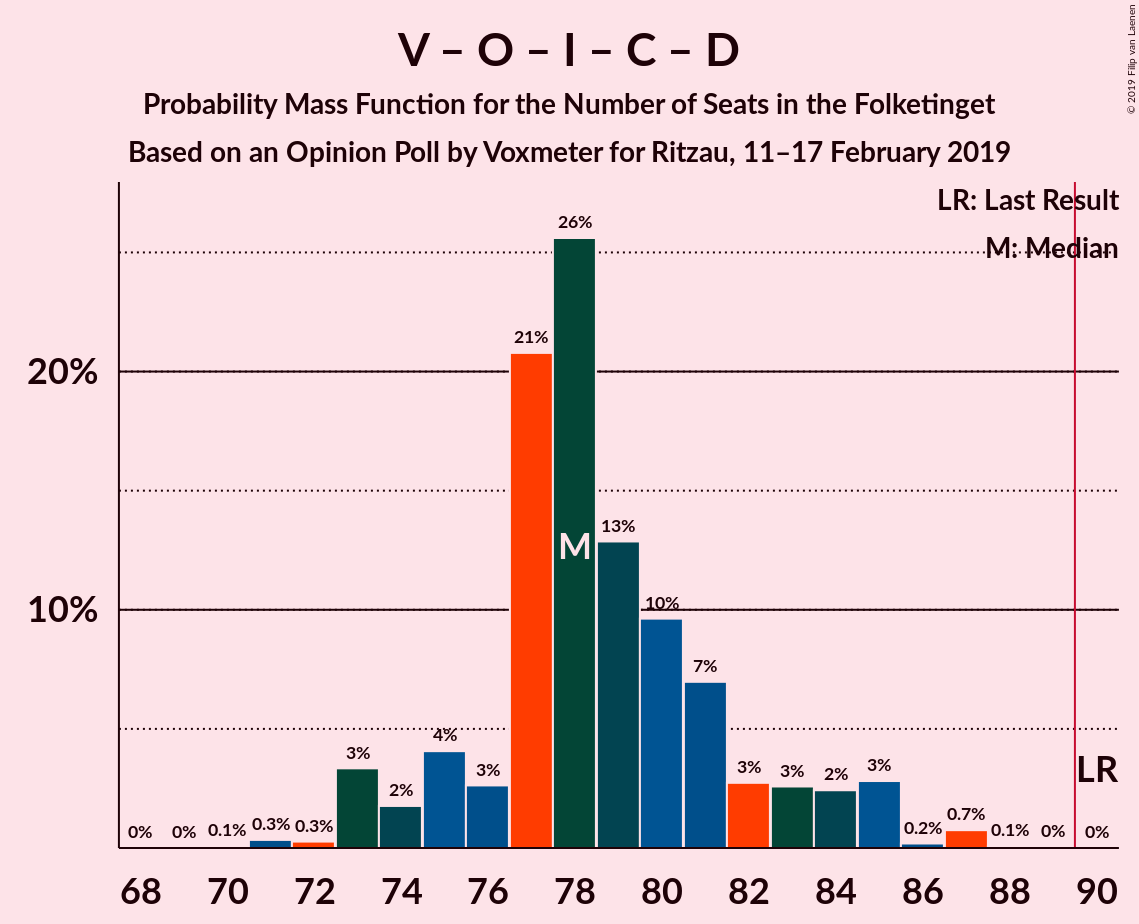 V – O – I – C – D
Probability Mass Function for the Number of Seats in the Folketinget
Based on an Opinion Poll by Voxmeter for Ritzau, 11–17 February 2019
© 2019 Filip van Laenen
LR: Last Result
M: Median
20%
10%
0%
0%
0.1%
0.3%
0.3%
3%
2%
4%
3%
21%
26%
13%
10%
7%
3%
3%
2%
3%
0.2%
0.7%
0.1%
0%
0%
M
LR
68 70 72 74 76 78 80 82 84 86 88 90